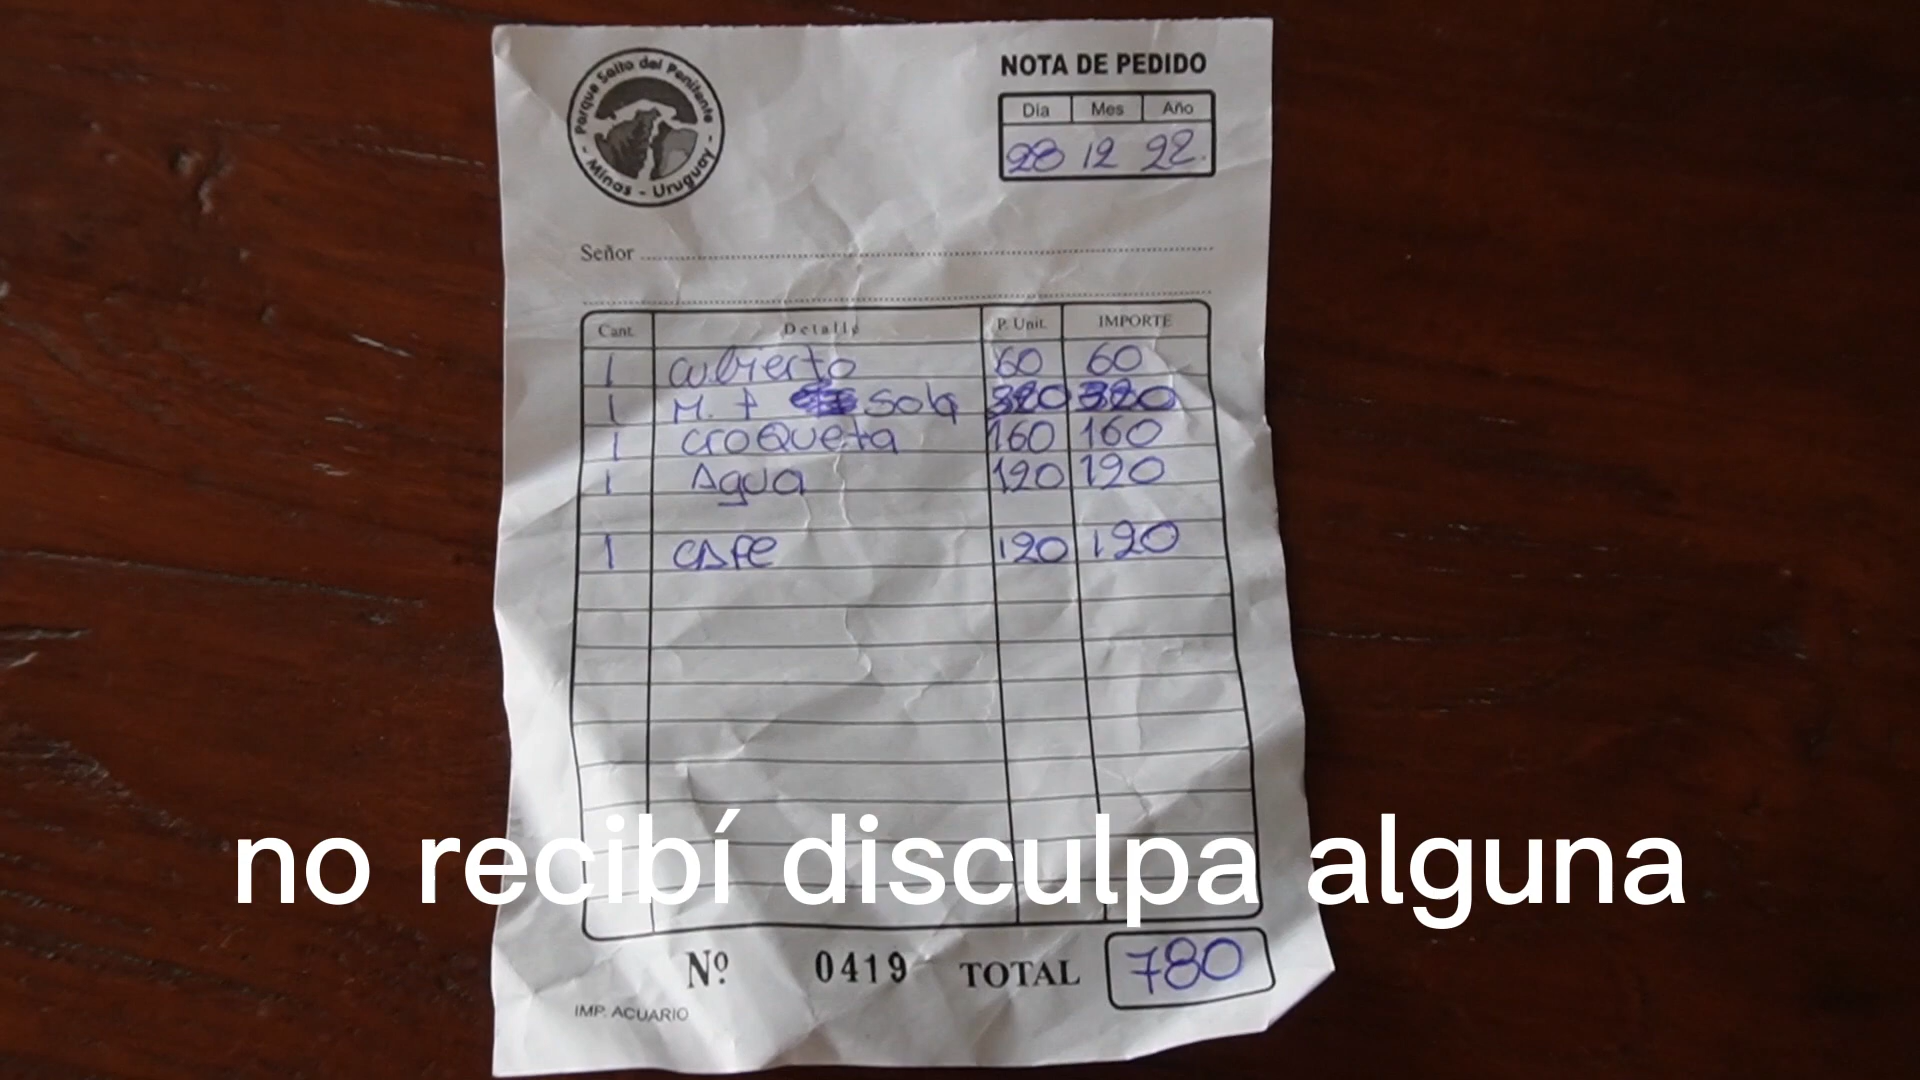 Parque Salto del Penitente
- Minas - Uruguay -
NOTA DE PEDIDO
Día Mes Año
28 12 22.
Señor
Cant. Detalle P. Unit. IMPORTE
1 cubierto 60 60
1 M. + sola 320 320
1 croqueta 160 160
1 Agua 120 120
1 cafe 120 120
no recibí disculpa alguna
Nº 0419 TOTAL 780
IMP. ACUARIO